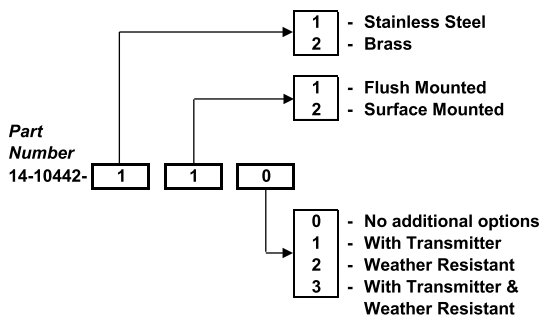 1 - Stainless Steel
2 - Brass
1 - Flush Mounted
2 - Surface Mounted
Part
Number
14-10442- 1 1 0
0 - No additional options
1 - With Transmitter
2 - Weather Resistant
3 - With Transmitter &
Weather Resistant